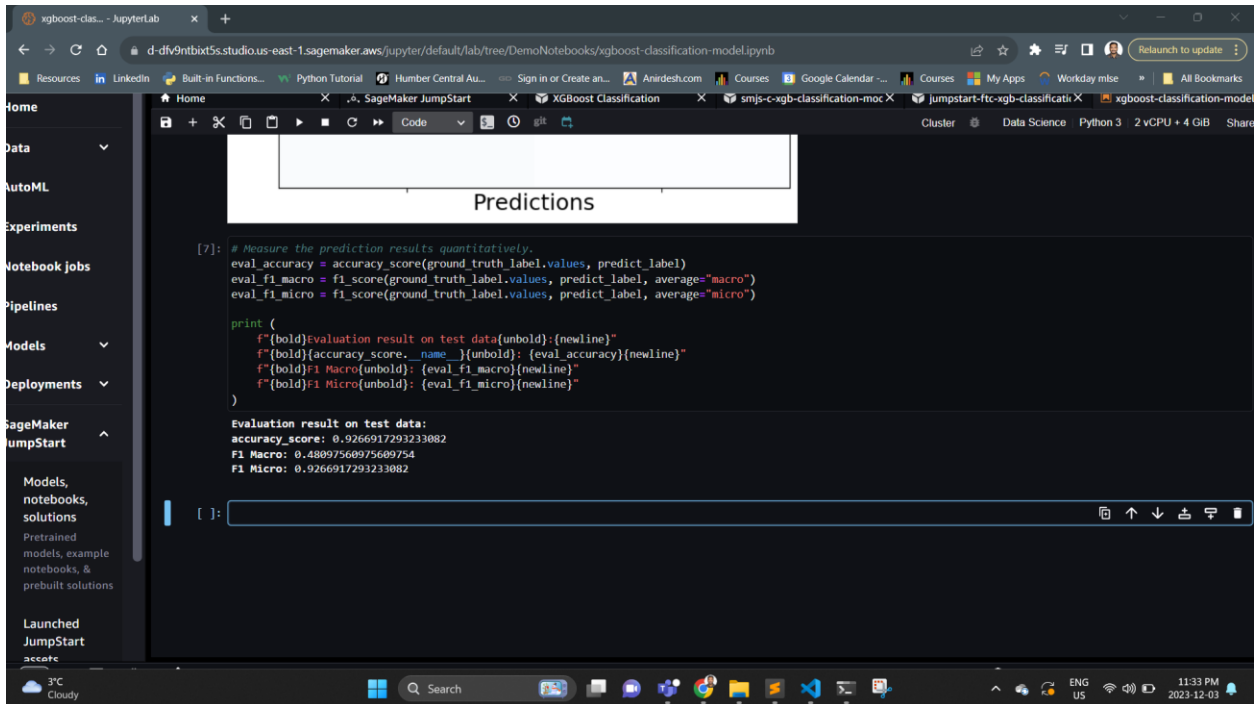 xgboost-clas... - JupyterLab
d-dfv9ntbixt5s.studio.us-east-1.sagemaker.aws/jupyter/default/lab/tree/DemoNotebooks/xgboost-classification-model.ipynb
Relaunch to update
Resources
LinkedIn
Built-in Functions...
Python Tutorial
Humber Central Au...
Sign in or Create an...
Anirdesh.com
Courses
Google Calendar -...
Courses
My Apps
Workday mlse
»
All Bookmarks
Home
SageMaker JumpStart
XGBoost Classification
smjs-c-xgb-classification-moc
jumpstart-ftc-xgb-classificatic
xgboost-classification-model
Code
git
Cluster
Data Science
Python 3
2 vCPU + 4 GiB
Share
Home
Data
AutoML
Experiments
Notebook jobs
Pipelines
Models
Deployments
SageMaker
JumpStart
Models,
notebooks,
solutions
Pretrained
models, example
notebooks, &
prebuilt solutions
Launched
JumpStart
assets
Predictions
[7]: # Measure the prediction results quantitatively.
eval_accuracy = accuracy_score(ground_truth_label.values, predict_label)
eval_f1_macro = f1_score(ground_truth_label.values, predict_label, average="macro")
eval_f1_micro = f1_score(ground_truth_label.values, predict_label, average="micro")
print (
f"{bold}Evaluation result on test data{unbold}:{newline}"
f"{bold}{accuracy_score.__name__}{unbold}: {eval_accuracy}{newline}"
f"{bold}F1 Macro{unbold}: {eval_f1_macro}{newline}"
f"{bold}F1 Micro{unbold}: {eval_f1_micro}{newline}"
)
Evaluation result on test data:
accuracy_score: 0.9266917293233082
F1 Macro: 0.48097560975609754
F1 Micro: 0.9266917293233082
[ ]:
3°C
Cloudy
Search
ENG
US
11:33 PM
2023-12-03